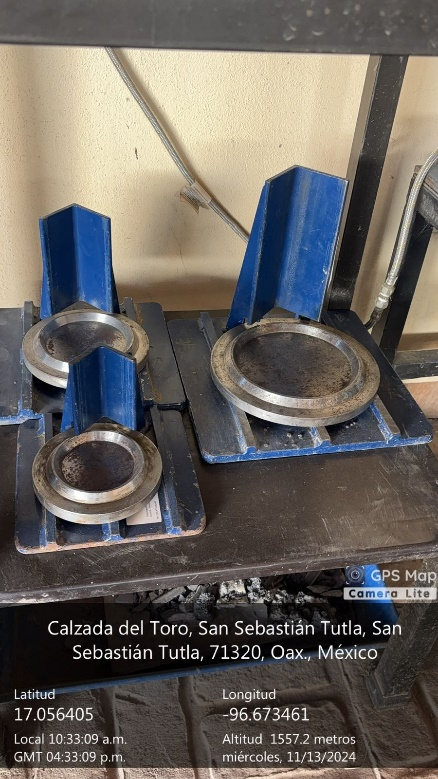 GPS Map
Camera Lite
Calzada del Toro, San Sebastián Tutla, San
Sebastián Tutla, 71320, Oax., México
Latitud
17.056405
Longitud
-96.673461
Local 10:33:09 a.m.
GMT 04:33:09 p.m.
Altitud 1557.2 metros
miércoles, 11/13/2024